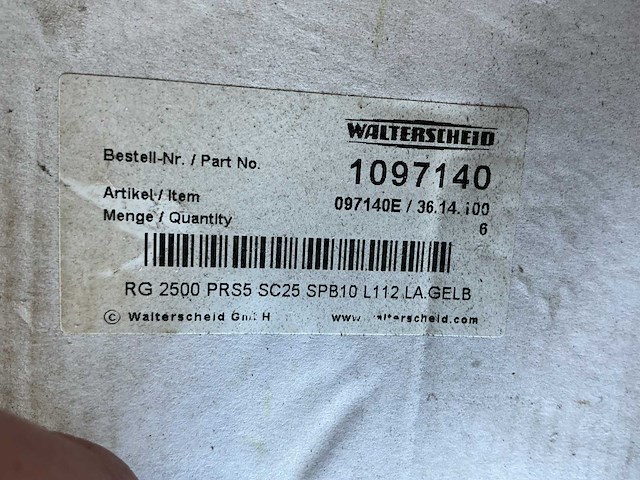 WALTERSCHEID
Bestell-Nr. / Part No. 1097140
Artikel / Item 097140E / 36.14.100
Menge / Quantity 6
RG 2500 PRS5 SC25 SPB10 L112 LA.GELB
© Walterscheid GmbH www.walterscheid.com